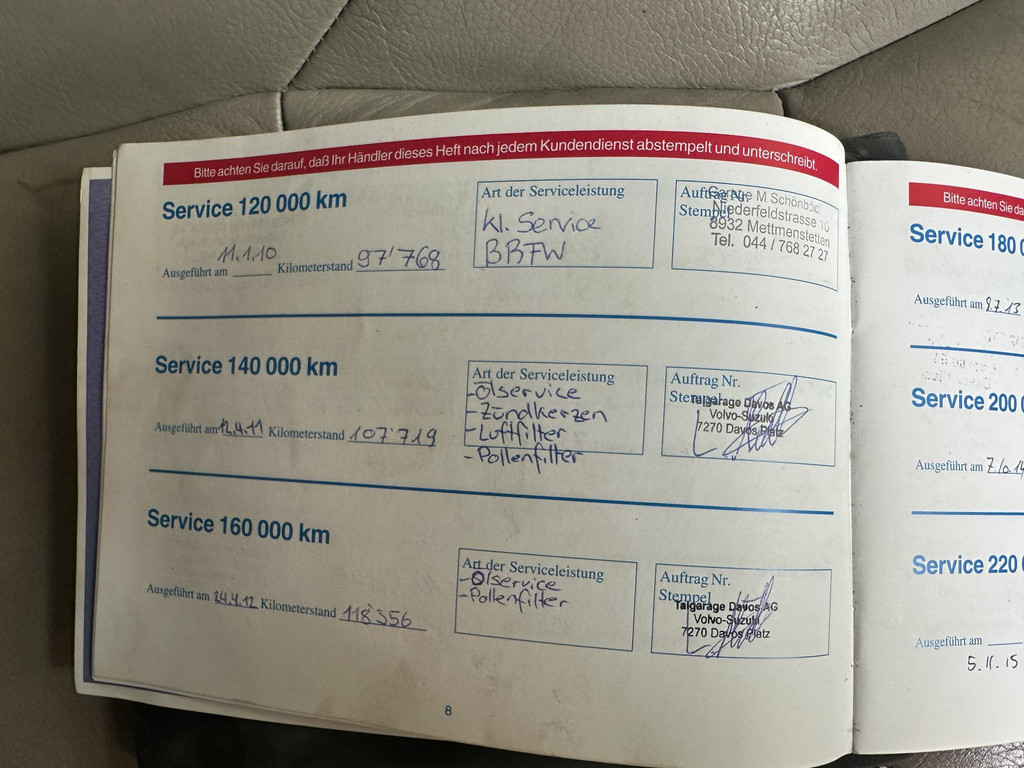 Bitte achten Sie darauf, daß Ihr Händler dieses Heft nach jedem Kundendienst abstempelt und unterschreibt.
Service 120 000 km
Ausgeführt am 11.1.10 Kilometerstand 97'768
Art der Serviceleistung
kl. Service
BBFW
Auftrag Nr.
Stempel
Garage M Schönbäc
Niederfeldstrasse 10
8932 Mettmenstetten
Tel. 044 / 768 27 27
Service 140 000 km
Ausgeführt am 12.4.11 Kilometerstand 107'719
Art der Serviceleistung
- Ölservice
- Zündkerzen
- Luftfilter
- Pollenfilter
Auftrag Nr.
Stempel
Talgarage Davos AG
Volvo-Suzuki
7270 Davos Platz
Service 160 000 km
Ausgeführt am 24.4.12 Kilometerstand 118'356
Art der Serviceleistung
- Ölservice
- Pollenfilter
Auftrag Nr.
Stempel
Talgarage Davos AG
Volvo-Suzuki
7270 Davos Platz
8
Bitte achten Sie da
Service 180 0
Ausgeführt am 9.7.13
Service 200
Ausgeführt am
Service 220
Ausgeführt am
5.11.15